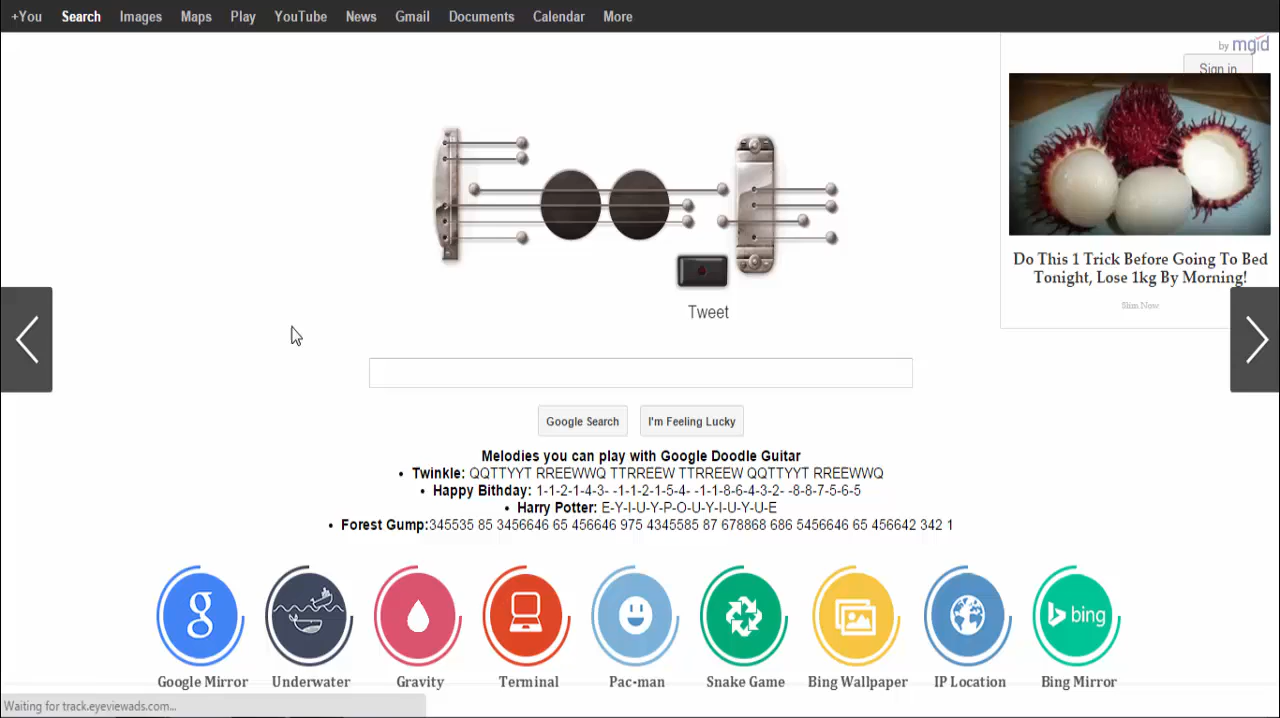 +You Search Images Maps Play YouTube News Gmail Documents Calendar More
by mgid
Sign in
Do This 1 Trick Before Going To Bed
Tonight, Lose 1kg By Morning!
Slim Now
Tweet
Google Search I'm Feeling Lucky
Melodies you can play with Google Doodle Guitar
• Twinkle: QQTTYYT RREEWWQ TTRREEW TTRREEW QQTTYYT RREEWWQ
• Happy Bithday: 1-1-2-1-4-3- -1-1-2-1-5-4- -1-1-8-6-4-3-2- -8-8-7-5-6-5
• Harry Potter: E-Y-I-U-Y-P-O-U-Y-I-U-Y-U-E
• Forest Gump:345535 85 3456646 65 456646 975 4345585 87 678868 686 5456646 65 456642 342 1
g
bing
Google Mirror Underwater Gravity Terminal Pac-man Snake Game Bing Wallpaper IP Location Bing Mirror
Waiting for track.eyeviewads.com...